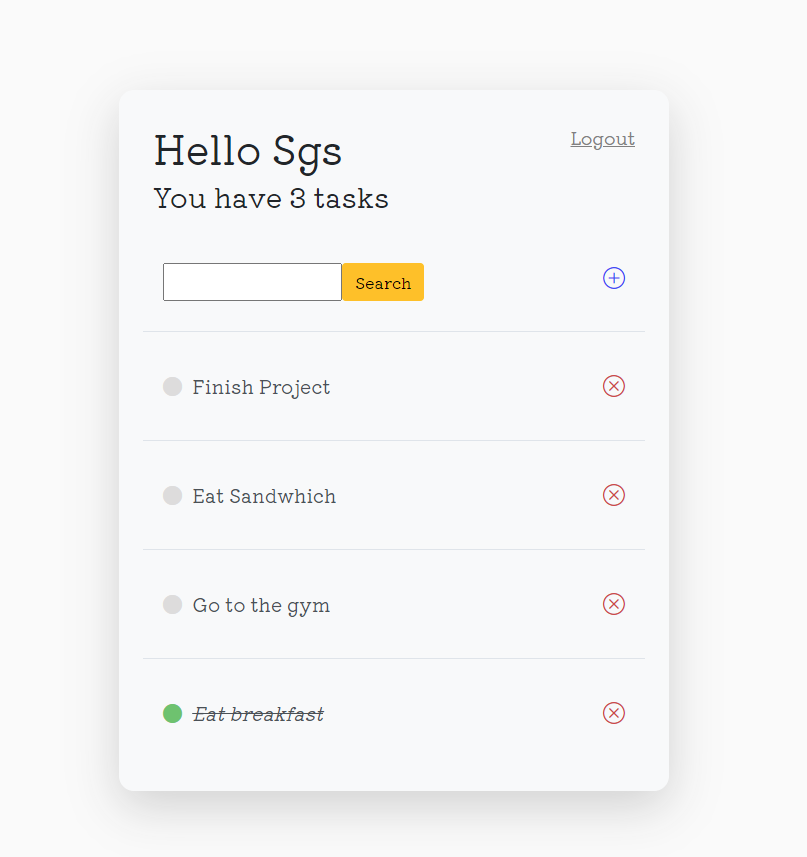 Hello Sgs
Logout
You have 3 tasks
Search
Finish Project
Eat Sandwhich
Go to the gym
Eat breakfast